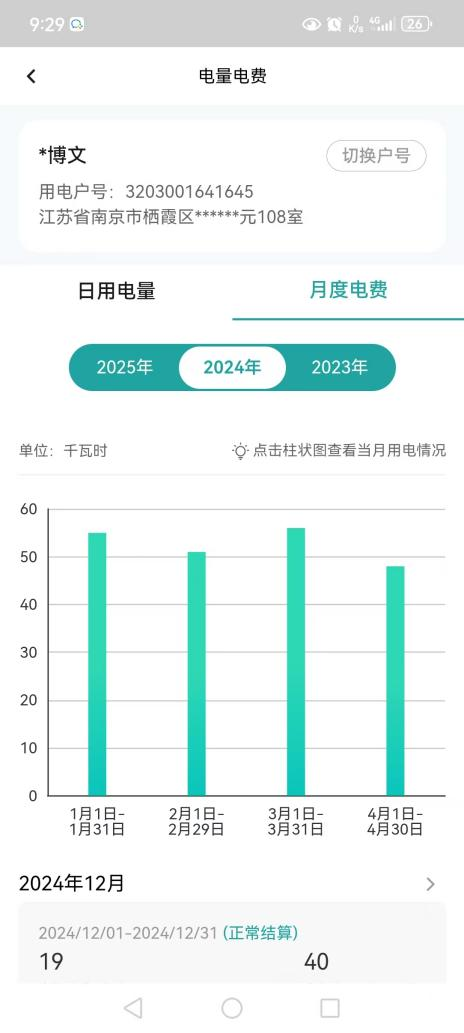 9:29
0
K/s
4G
26
电量电费
*博文
切换户号
用电户号：3203001641645
江苏省南京市栖霞区******元108室
日用电量
月度电费
2025年
2024年
2023年
单位：千瓦时
点击柱状图查看当月用电情况
60
50
40
30
20
10
0
1月1日-
1月31日
2月1日-
2月29日
3月1日-
3月31日
4月1日-
4月30日
2024年12月
2024/12/01-2024/12/31 (正常结算)
19
40